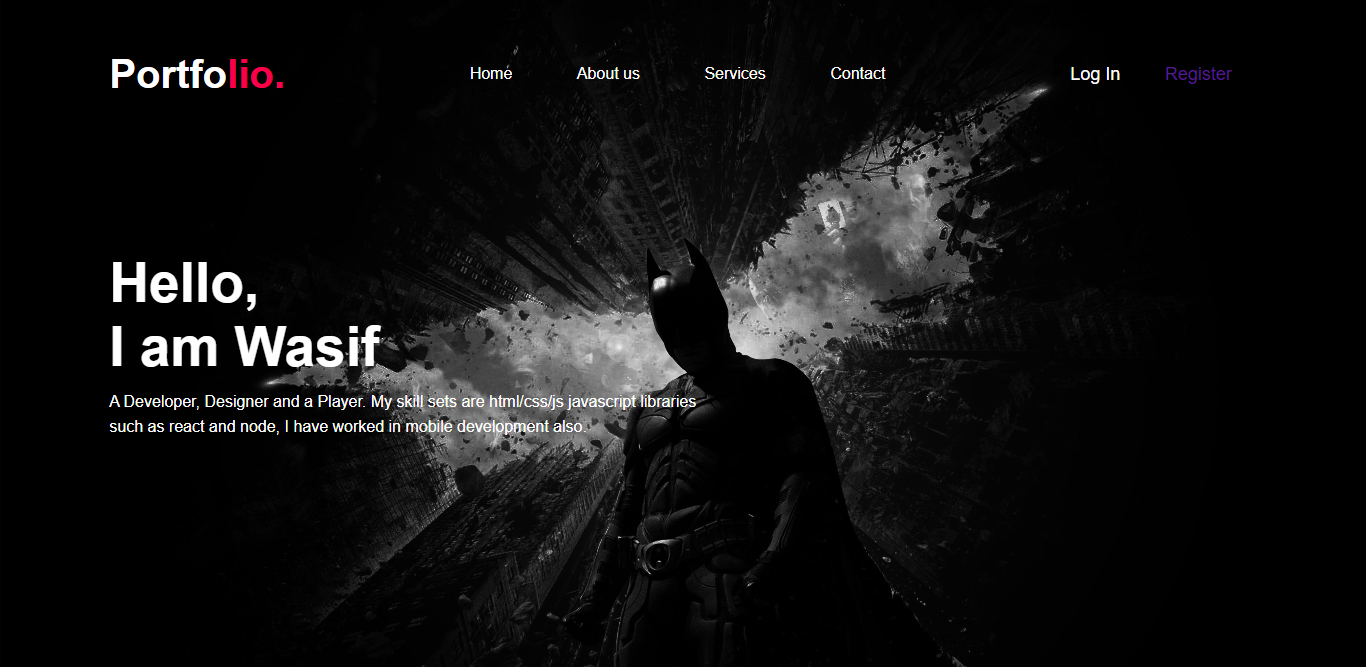 Portfolio.
Home
About us
Services
Contact
Log In
Register
Hello,
I am Wasif
A Developer, Designer and a Player. My skill sets are html/css/js javascript libraries
such as react and node, I have worked in mobile development also.